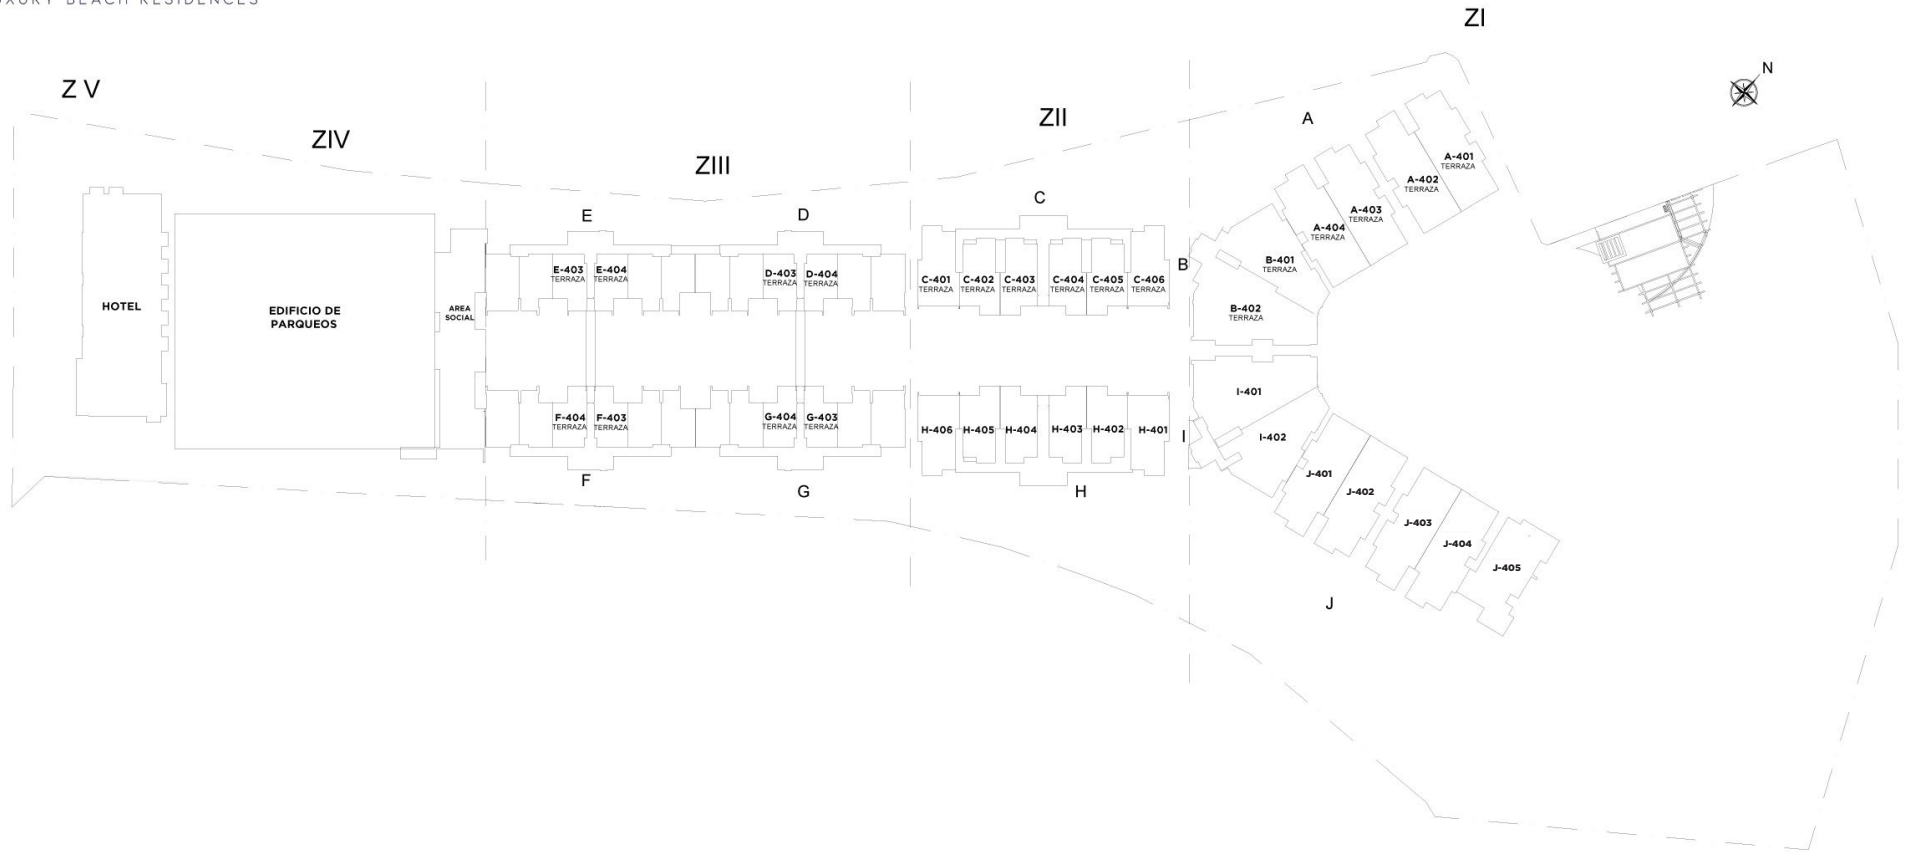 LUXURY BEACH RESIDENCES
ZI
N
Z V
ZIV
ZIII
ZII
A
A-401
TERRAZA
A-402
TERRAZA
A-403
TERRAZA
A-404
TERRAZA
B
B-401
TERRAZA
B-402
TERRAZA
C
C-401
TERRAZA
C-402
TERRAZA
C-403
TERRAZA
C-404
TERRAZA
C-405
TERRAZA
C-406
TERRAZA
E
E-403
TERRAZA
E-404
TERRAZA
D
D-403
TERRAZA
D-404
TERRAZA
HOTEL
EDIFICIO DE
PARQUEOS
AREA
SOCIAL
F-404
TERRAZA
F-403
TERRAZA
F
G-404
TERRAZA
G-403
TERRAZA
G
H-406
H-405
H-404
H-403
H-402
H-401
H
I
I-401
I-402
J-401
J-402
J-403
J-404
J-405
J